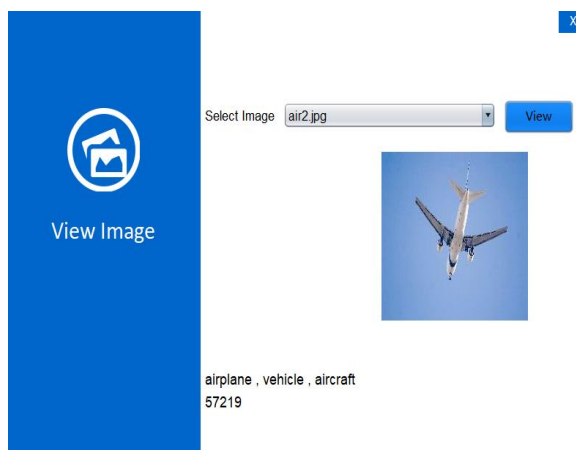 X
Select Image air2.jpg View
View Image
airplane , vehicle , aircraft
57219